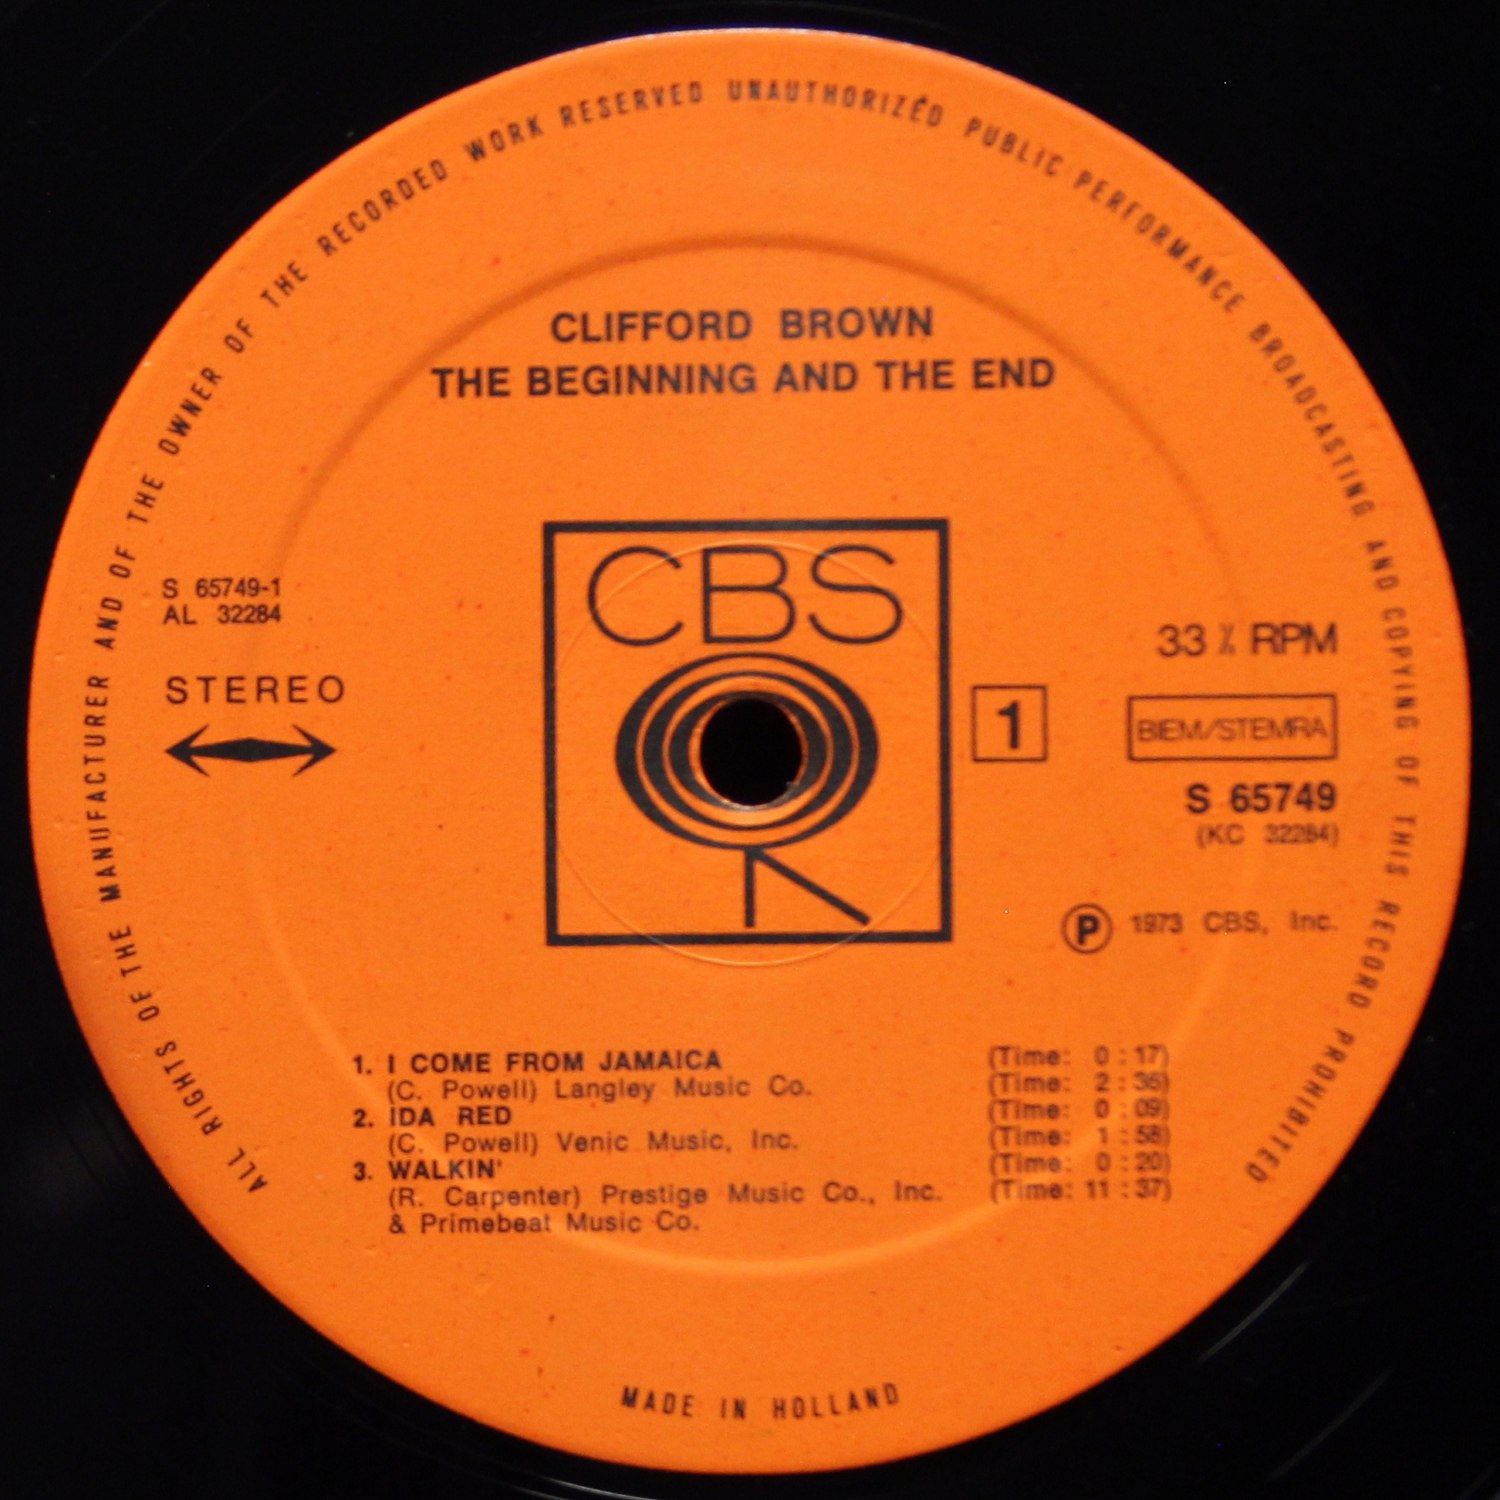 ALL RIGHTS OF THE MANUFACTURER AND OF THE OWNER OF THE RECORDED WORK RESERVED UNAUTHORIZED PUBLIC PERFORMANCE BROADCASTING AND COPYING OF THIS RECORD PROHIBITED
CLIFFORD BROWN
THE BEGINNING AND THE END
S 65749-1
AL 32284
STEREO
CBS
1
33 ⅓ RPM
BIEM/STEMRA
S 65749
(KC 32284)
Ⓟ 1973 CBS, Inc.
1. I COME FROM JAMAICA (Time: 0 : 17)
(C. Powell) Langley Music Co. (Time: 2 : 36)
2. IDA RED (Time: 0 : 09)
(C. Powell) Venic Music, Inc. (Time: 1 : 58)
3. WALKIN' (Time: 0 : 20)
(R. Carpenter) Prestige Music Co., Inc. (Time: 11 : 37)
& Primebeat Music Co.
MADE IN HOLLAND